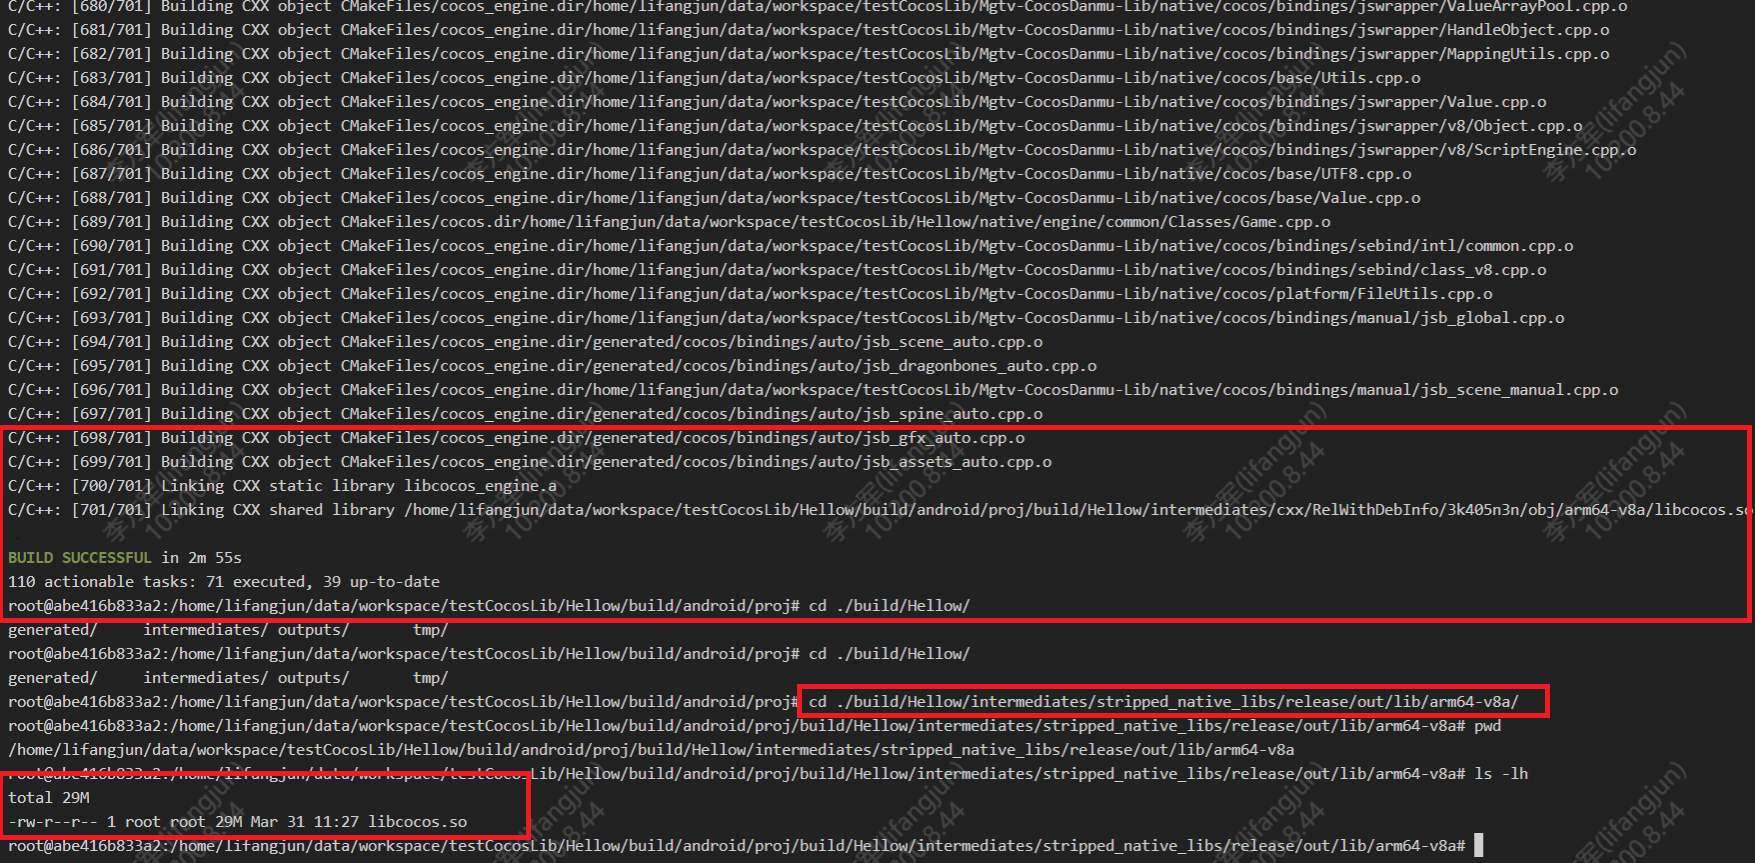 C/C++: [680/701] Building CXX object CMakeFiles/cocos_engine.dir/home/lifangjun/data/workspace/testCocosLib/Mgtv-CocosDanmu-Lib/native/cocos/bindings/jswrapper/ValueArrayPool.cpp.o
C/C++: [681/701] Building CXX object CMakeFiles/cocos_engine.dir/home/lifangjun/data/workspace/testCocosLib/Mgtv-CocosDanmu-Lib/native/cocos/bindings/jswrapper/HandleObject.cpp.o
C/C++: [682/701] Building CXX object CMakeFiles/cocos_engine.dir/home/lifangjun/data/workspace/testCocosLib/Mgtv-CocosDanmu-Lib/native/cocos/bindings/jswrapper/MappingUtils.cpp.o
C/C++: [683/701] Building CXX object CMakeFiles/cocos_engine.dir/home/lifangjun/data/workspace/testCocosLib/Mgtv-CocosDanmu-Lib/native/cocos/base/Utils.cpp.o
C/C++: [684/701] Building CXX object CMakeFiles/cocos_engine.dir/home/lifangjun/data/workspace/testCocosLib/Mgtv-CocosDanmu-Lib/native/cocos/bindings/jswrapper/Value.cpp.o
C/C++: [685/701] Building CXX object CMakeFiles/cocos_engine.dir/home/lifangjun/data/workspace/testCocosLib/Mgtv-CocosDanmu-Lib/native/cocos/bindings/jswrapper/v8/Object.cpp.o
C/C++: [686/701] Building CXX object CMakeFiles/cocos_engine.dir/home/lifangjun/data/workspace/testCocosLib/Mgtv-CocosDanmu-Lib/native/cocos/bindings/jswrapper/v8/ScriptEngine.cpp.o
C/C++: [687/701] Building CXX object CMakeFiles/cocos_engine.dir/home/lifangjun/data/workspace/testCocosLib/Mgtv-CocosDanmu-Lib/native/cocos/base/UTF8.cpp.o
C/C++: [688/701] Building CXX object CMakeFiles/cocos_engine.dir/home/lifangjun/data/workspace/testCocosLib/Mgtv-CocosDanmu-Lib/native/cocos/base/Value.cpp.o
C/C++: [689/701] Building CXX object CMakeFiles/cocos.dir/home/lifangjun/data/workspace/testCocosLib/Hellow/native/engine/common/Classes/Game.cpp.o
C/C++: [690/701] Building CXX object CMakeFiles/cocos_engine.dir/home/lifangjun/data/workspace/testCocosLib/Mgtv-CocosDanmu-Lib/native/cocos/bindings/sebind/intl/common.cpp.o
C/C++: [691/701] Building CXX object CMakeFiles/cocos_engine.dir/home/lifangjun/data/workspace/testCocosLib/Mgtv-CocosDanmu-Lib/native/cocos/bindings/sebind/class_v8.cpp.o
C/C++: [692/701] Building CXX object CMakeFiles/cocos_engine.dir/home/lifangjun/data/workspace/testCocosLib/Mgtv-CocosDanmu-Lib/native/cocos/platform/FileUtils.cpp.o
C/C++: [693/701] Building CXX object CMakeFiles/cocos_engine.dir/home/lifangjun/data/workspace/testCocosLib/Mgtv-CocosDanmu-Lib/native/cocos/bindings/manual/jsb_global.cpp.o
C/C++: [694/701] Building CXX object CMakeFiles/cocos_engine.dir/generated/cocos/bindings/auto/jsb_scene_auto.cpp.o
C/C++: [695/701] Building CXX object CMakeFiles/cocos_engine.dir/generated/cocos/bindings/auto/jsb_dragonbones_auto.cpp.o
C/C++: [696/701] Building CXX object CMakeFiles/cocos_engine.dir/home/lifangjun/data/workspace/testCocosLib/Mgtv-CocosDanmu-Lib/native/cocos/bindings/manual/jsb_scene_manual.cpp.o
C/C++: [697/701] Building CXX object CMakeFiles/cocos_engine.dir/generated/cocos/bindings/auto/jsb_spine_auto.cpp.o
C/C++: [698/701] Building CXX object CMakeFiles/cocos_engine.dir/generated/cocos/bindings/auto/jsb_gfx_auto.cpp.o
C/C++: [699/701] Building CXX object CMakeFiles/cocos_engine.dir/generated/cocos/bindings/auto/jsb_assets_auto.cpp.o
C/C++: [700/701] Linking CXX static library libcocos_engine.a
C/C++: [701/701] Linking CXX shared library /home/lifangjun/data/workspace/testCocosLib/Hellow/build/android/proj/build/Hellow/intermediates/cxx/RelWithDebInfo/3k405n3n/obj/arm64-v8a/libcocos.so
BUILD SUCCESSFUL in 2m 55s
110 actionable tasks: 71 executed, 39 up-to-date
root@abe416b833a2:/home/lifangjun/data/workspace/testCocosLib/Hellow/build/android/proj# cd ./build/Hellow/
generated/ intermediates/ outputs/ tmp/
root@abe416b833a2:/home/lifangjun/data/workspace/testCocosLib/Hellow/build/android/proj# cd ./build/Hellow/
generated/ intermediates/ outputs/ tmp/
root@abe416b833a2:/home/lifangjun/data/workspace/testCocosLib/Hellow/build/android/proj# cd ./build/Hellow/intermediates/stripped_native_libs/release/out/lib/arm64-v8a/
root@abe416b833a2:/home/lifangjun/data/workspace/testCocosLib/Hellow/build/android/proj/build/Hellow/intermediates/stripped_native_libs/release/out/lib/arm64-v8a# pwd
/home/lifangjun/data/workspace/testCocosLib/Hellow/build/android/proj/build/Hellow/intermediates/stripped_native_libs/release/out/lib/arm64-v8a
root@abe416b833a2:/home/lifangjun/data/workspace/testCocosLib/Hellow/build/android/proj/build/Hellow/intermediates/stripped_native_libs/release/out/lib/arm64-v8a# ls -lh
total 29M
-rw-r--r-- 1 root root 29M Mar 31 11:27 libcocos.so
root@abe416b833a2:/home/lifangjun/data/workspace/testCocosLib/Hellow/build/android/proj/build/Hellow/intermediates/stripped_native_libs/release/out/lib/arm64-v8a#